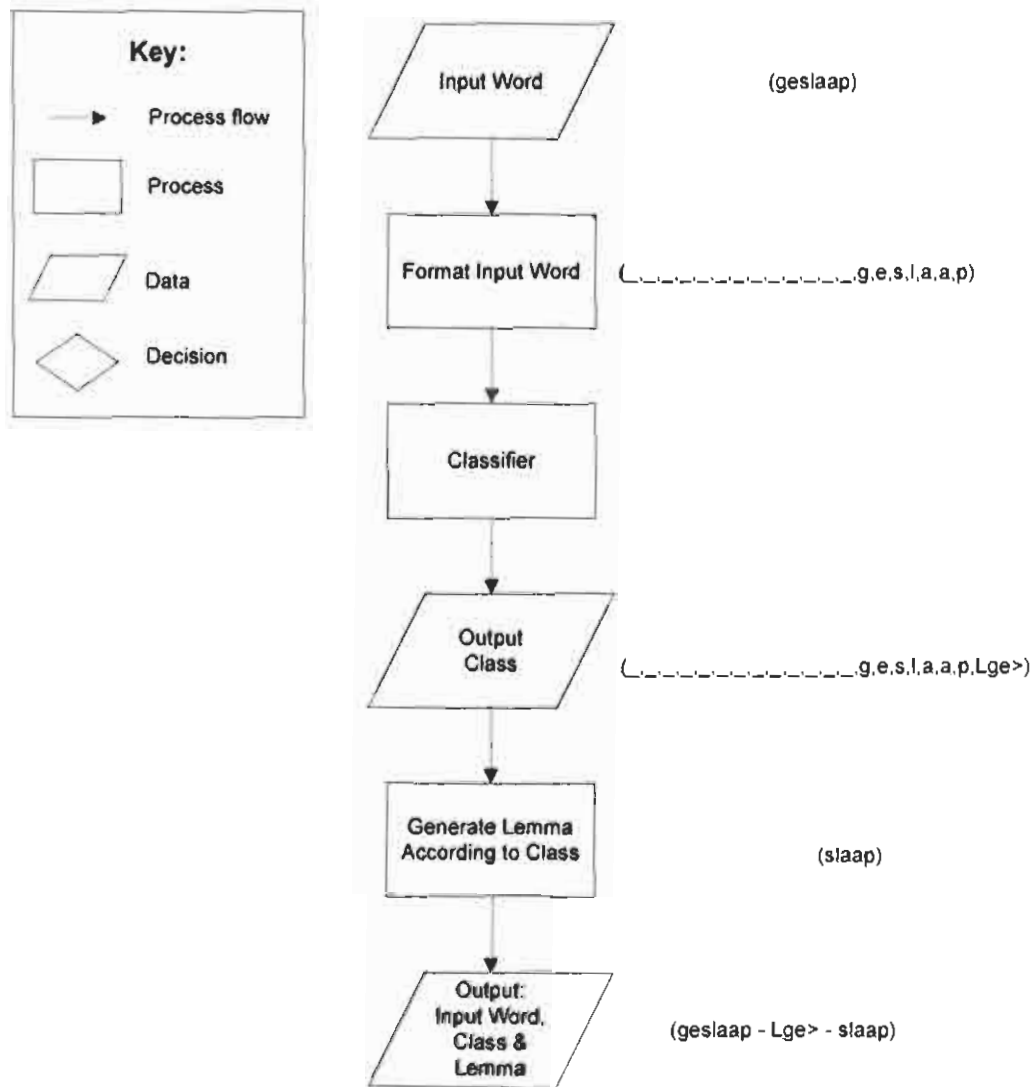 Key:
Process flow
Process
Data
Decision
Input Word
(geslaap)
Format Input Word
(_,_,_,_,_,_,_,_,_,_,_,_,_,g,e,s,l,a,a,p)
Classifier
Output
Class
(_,_,_,_,_,_,_,_,_,_,_,_,_,g,e,s,l,a,a,p,Lge>)
Generate Lemma
According to Class
(slaap)
Output:
Input Word,
Class &
Lemma
(geslaap - Lge> - slaap)